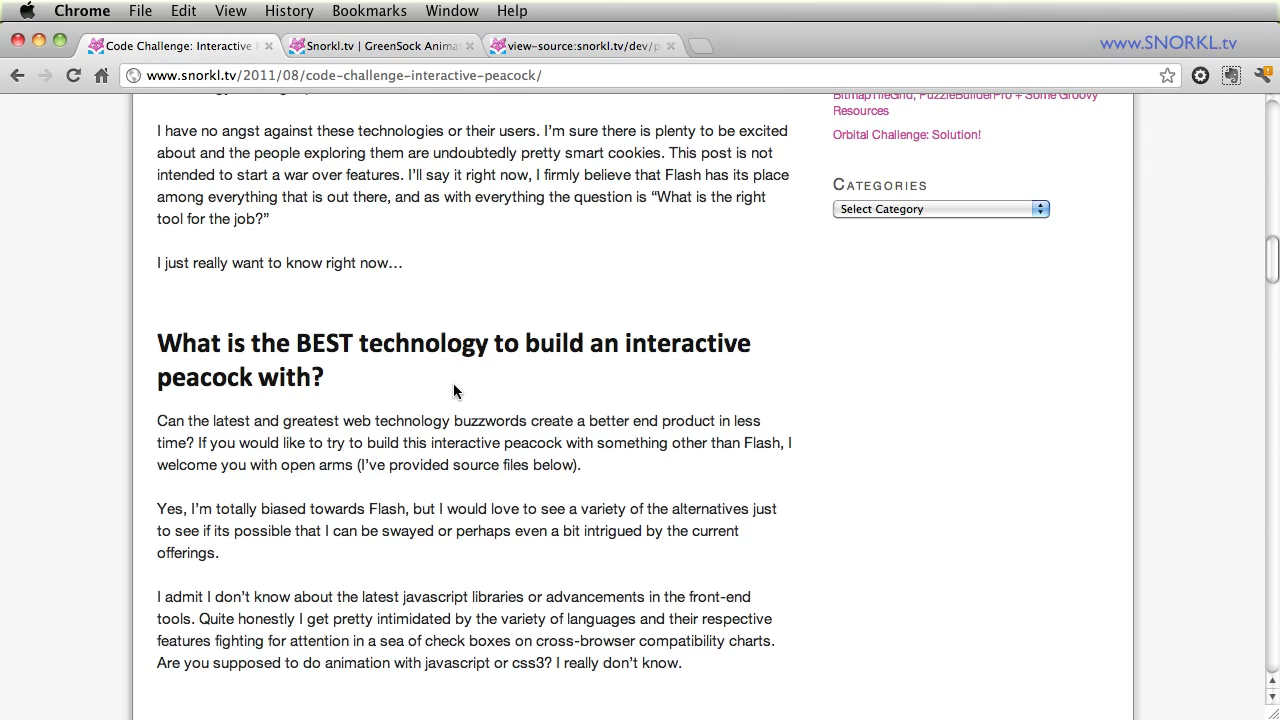 Chrome File Edit View History Bookmarks Window Help
Code Challenge: Interactive
Snorkl.tv | GreenSock Anima
view-source:snorkl.tv/dev/p
www.SNORKL.tv
www.snorkl.tv/2011/08/code-challenge-interactive-peacock/
BitmapTileGrid, PuzzleBuilderPro + Some Groovy
Resources
Orbital Challenge: Solution!
Categories
Select Category
I have no angst against these technologies or their users. I'm sure there is plenty to be excited
about and the people exploring them are undoubtedly pretty smart cookies. This post is not
intended to start a war over features. I'll say it right now, I firmly believe that Flash has its place
among everything that is out there, and as with everything the question is “What is the right
tool for the job?”
I just really want to know right now…
What is the BEST technology to build an interactive
peacock with?
Can the latest and greatest web technology buzzwords create a better end product in less
time? If you would like to try to build this interactive peacock with something other than Flash, I
welcome you with open arms (I've provided source files below).
Yes, I'm totally biased towards Flash, but I would love to see a variety of the alternatives just
to see if its possible that I can be swayed or perhaps even a bit intrigued by the current
offerings.
I admit I don't know about the latest javascript libraries or advancements in the front-end
tools. Quite honestly I get pretty intimidated by the variety of languages and their respective
features fighting for attention in a sea of check boxes on cross-browser compatibility charts.
Are you supposed to do animation with javascript or css3? I really don't know.